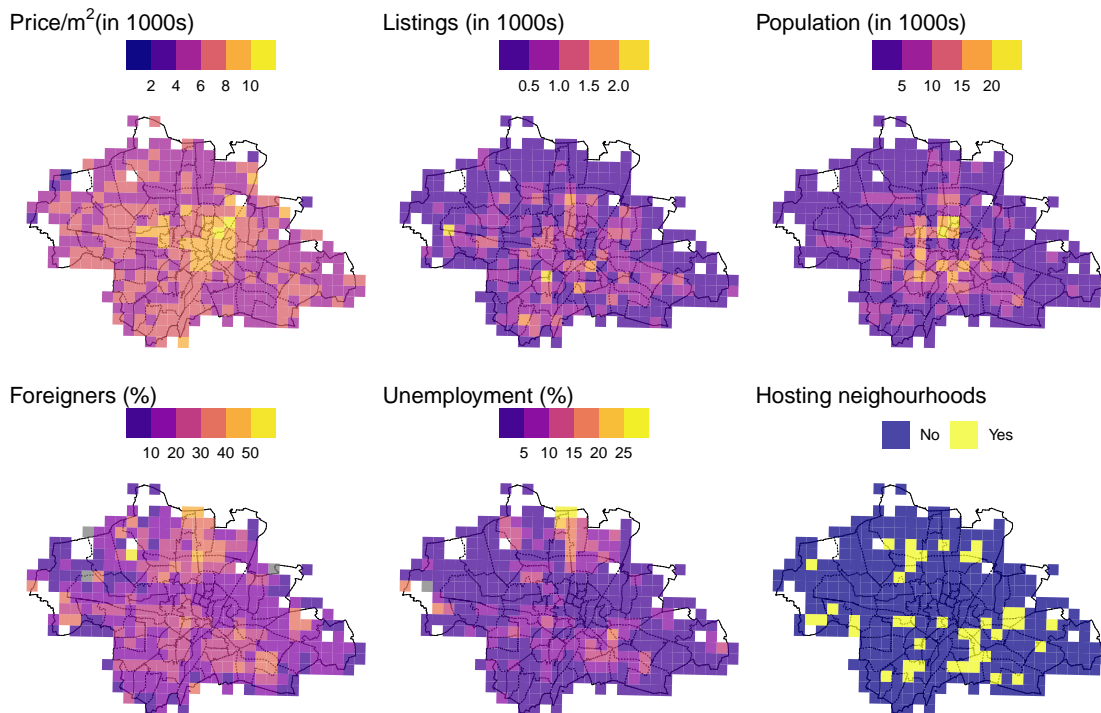 Price/m²(in 1000s)
2 4 6 8 10
Listings (in 1000s)
0.5 1.0 1.5 2.0
Population (in 1000s)
5 10 15 20
Foreigners (%)
10 20 30 40 50
Unemployment (%)
5 10 15 20 25
Hosting neighourhoods
No Yes